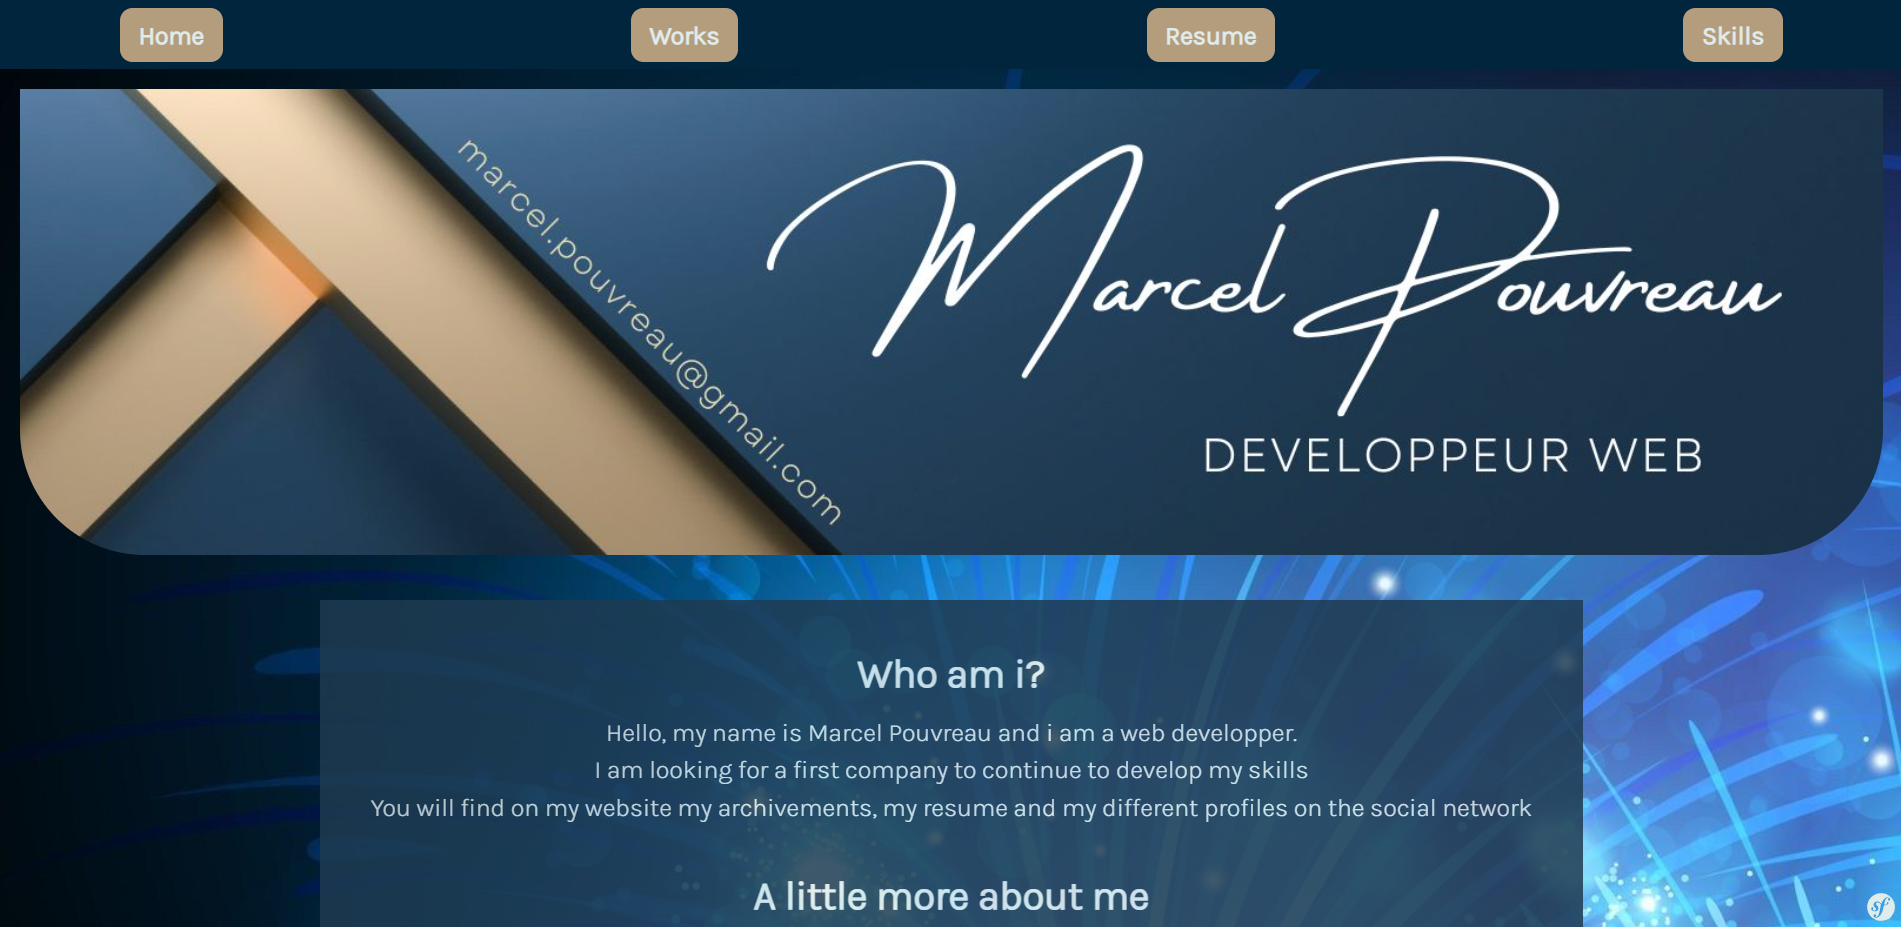 Home
Works
Resume
Skills
marcel.pouvreau@gmail.com
Marcel Pouvreau
DEVELOPPEUR WEB
Who am i?
Hello, my name is Marcel Pouvreau and i am a web developper.
I am looking for a first company to continue to develop my skills
You will find on my website my archivements, my resume and my different profiles on the social network
A little more about me
sf